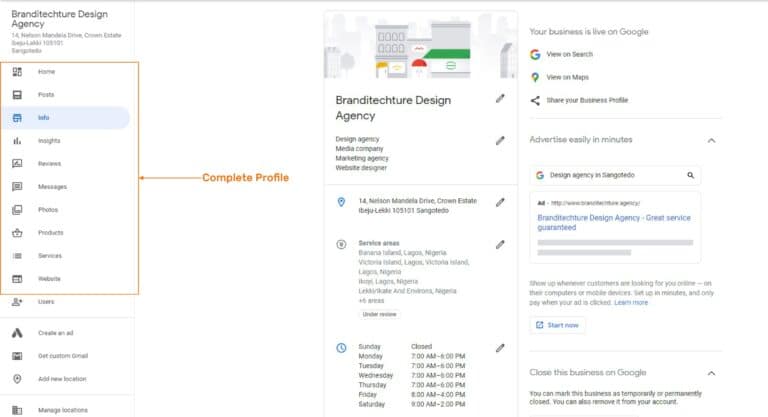 Branditechture Design
Agency
14, Nelson Mandela Drive, Crown Estate
Ibeju-Lekki 105101
Sangotedo
Home
Posts
Info
Insights
Reviews
Messages
Photos
Products
Services
Website
Users
Create an ad
Get custom Gmail
Add new location
Manage locations
Complete Profile
Branditechture Design
Agency
Design agency
Media company
Marketing agency
Website designer
14, Nelson Mandela Drive, Crown Estate
Ibeju-Lekki 105101 Sangotedo
Service areas
Banana Island, Lagos, Nigeria
Victoria Island, Lagos, Victoria Island,
Lagos, Nigeria
Ikoyi, Lagos, Nigeria
Lekki/Ikate And Environs, Nigeria
+6 areas
Under review
Sunday Closed
Monday 7:00 AM–6:00 PM
Tuesday 7:00 AM–6:00 PM
Wednesday 7:00 AM–6:00 PM
Thursday 7:00 AM–6:00 PM
Friday 8:00 AM–4:00 PM
Saturday 9:00 AM–2:00 PM
Your business is live on Google
View on Search
View on Maps
Share your Business Profile
Advertise easily in minutes
Design agency in Sangotedo
Ad · http://www.branditechture.agency/
Branditechture Design Agency - Great service
guaranteed
Show up whenever customers are looking for you online — on
their computers or mobile devices. Set up in minutes, and only
pay when your ad is clicked. Learn more
Start now
Close this business on Google
You can mark this business as temporarily or permanently
closed. You can also remove it from your account.